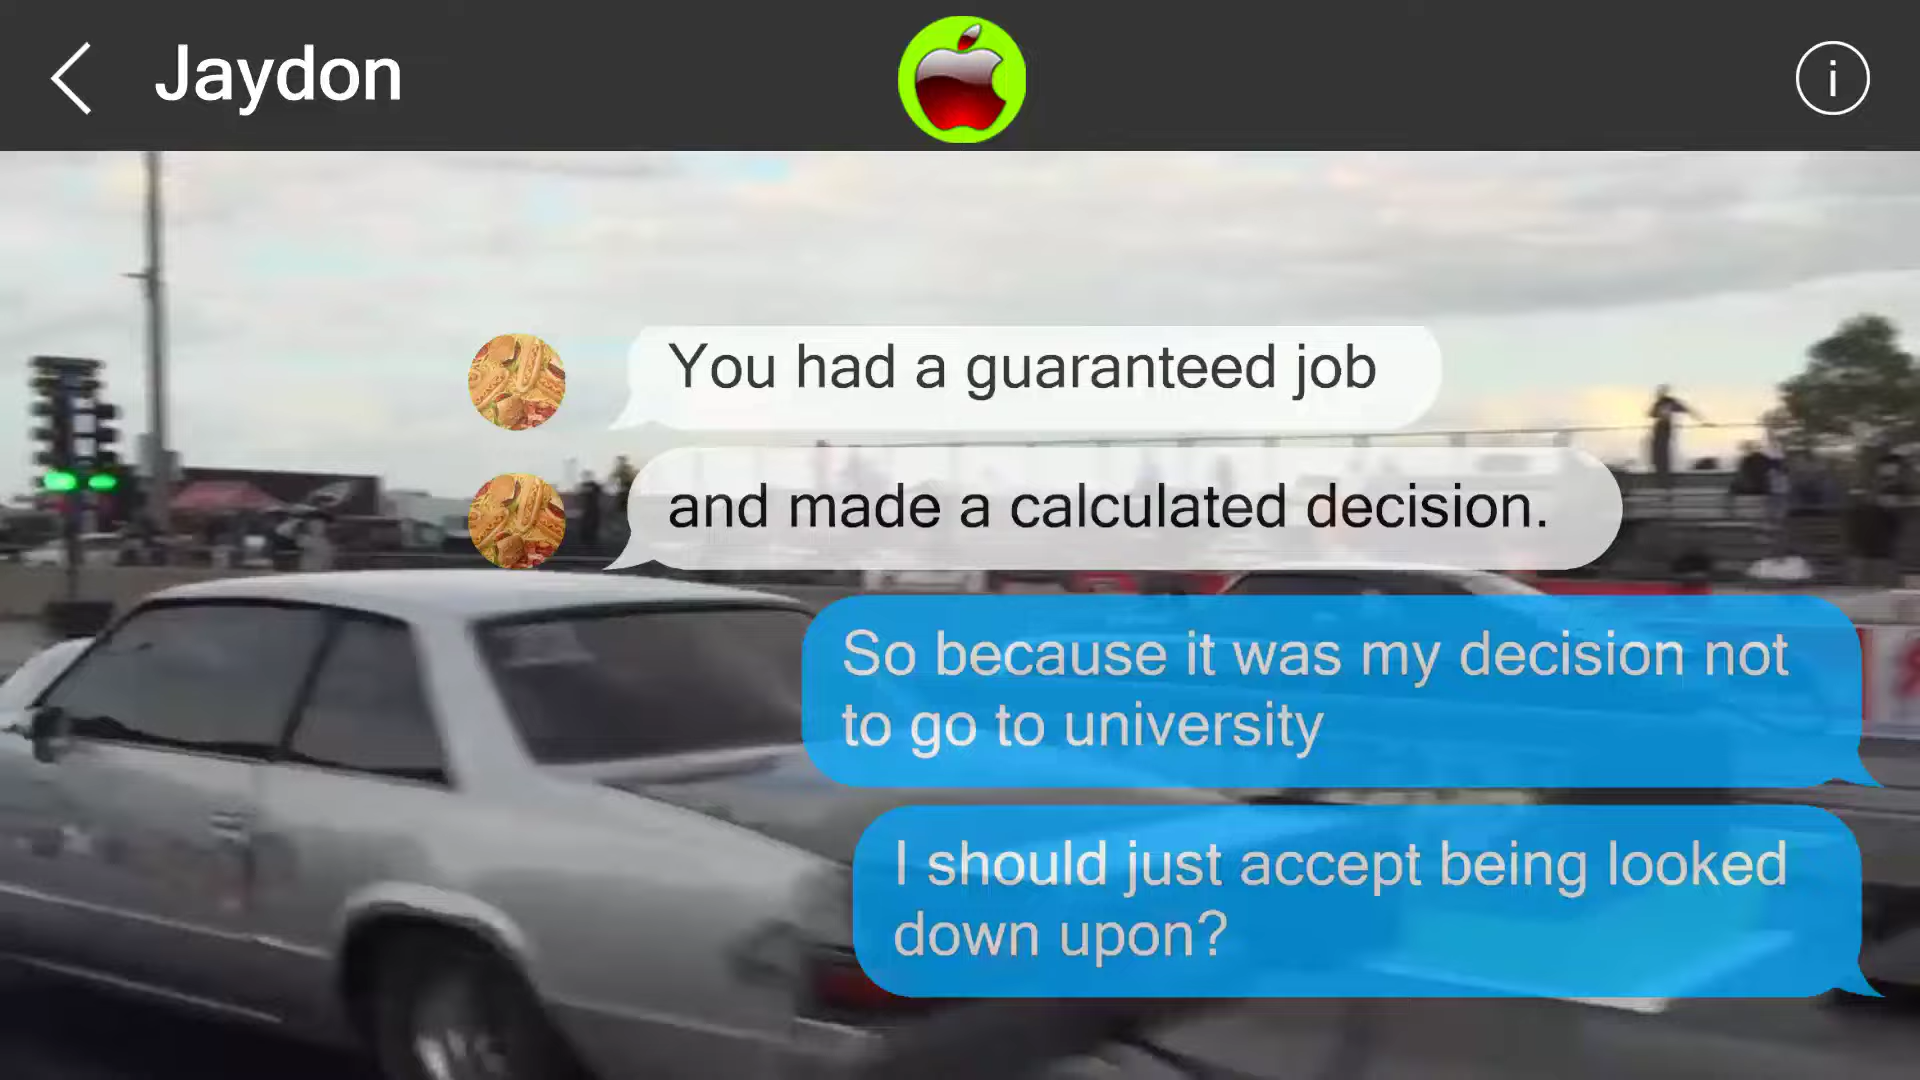 Jaydon
i
You had a guaranteed job
and made a calculated decision.
So because it was my decision not
to go to university
I should just accept being looked
down upon?